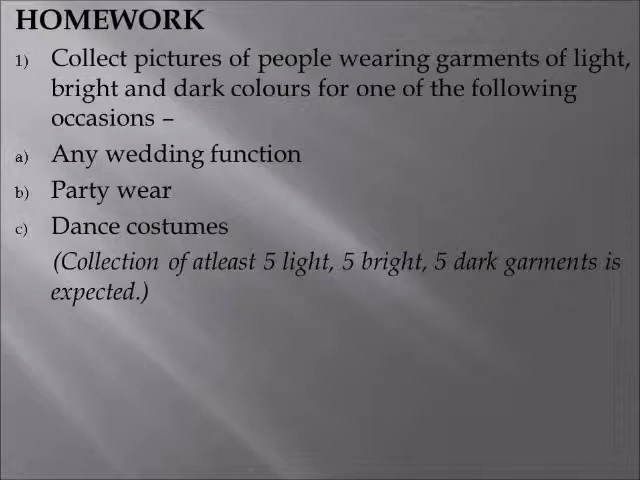 HOMEWORK
1) Collect pictures of people wearing garments of light,
bright and dark colours for one of the following
occasions –
a) Any wedding function
b) Party wear
c) Dance costumes
(Collection of atleast 5 light, 5 bright, 5 dark garments is
expected.)